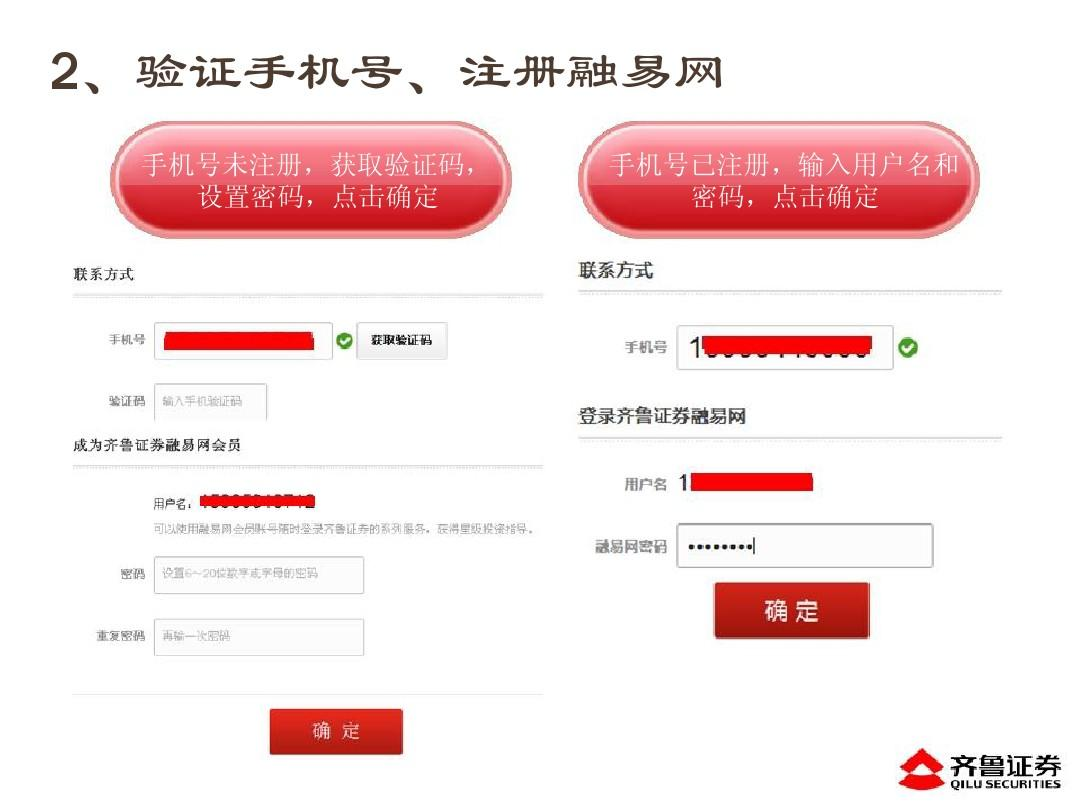 2、验证手机号、注册融易网
手机号未注册，获取验证码，
设置密码，点击确定
联系方式
手机号
获取验证码
验证码 输入手机验证码
成为齐鲁证券融易网会员
用户名：
可以使用融易网会员账号随时登录齐鲁证券的系列服务，获得星级投资指导。
密码 设置6～20位数字或字母的密码
重复密码 再输一次密码
确 定
手机号已注册，输入用户名和
密码，点击确定
联系方式
手机号 1
登录齐鲁证券融易网
用户名 1
融易网密码 ••••••••
确 定
齐鲁证券
QILU SECURITIES